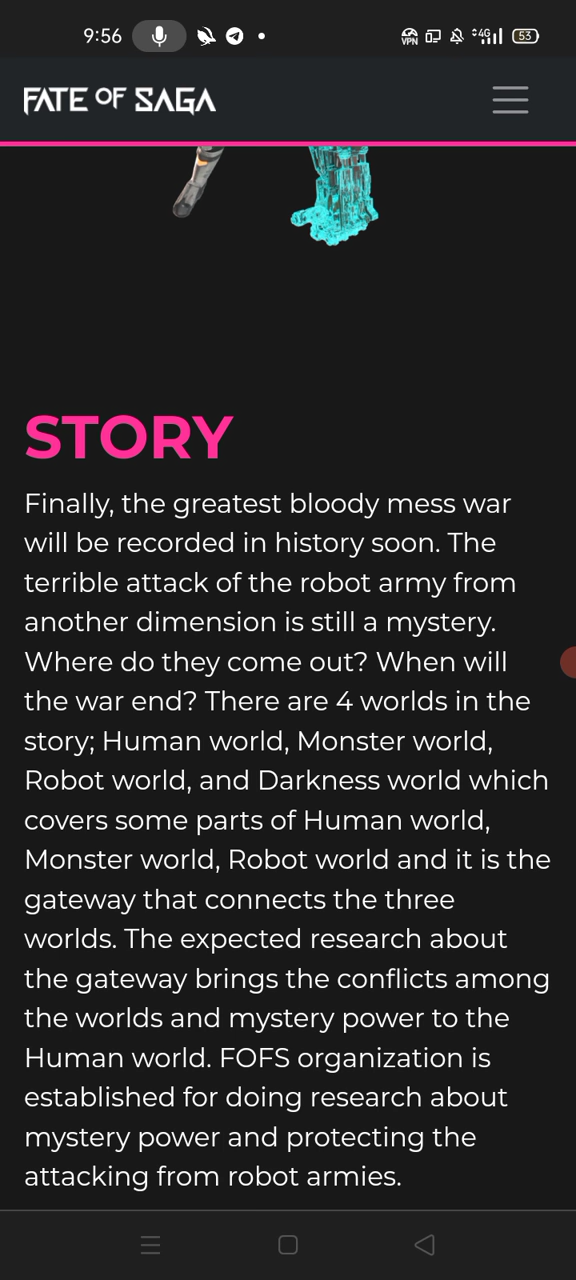 9:56
VPN
4G
53
FATE OF SAGA
STORY
Finally, the greatest bloody mess war
will be recorded in history soon. The
terrible attack of the robot army from
another dimension is still a mystery.
Where do they come out? When will
the war end? There are 4 worlds in the
story; Human world, Monster world,
Robot world, and Darkness world which
covers some parts of Human world,
Monster world, Robot world and it is the
gateway that connects the three
worlds. The expected research about
the gateway brings the conflicts among
the worlds and mystery power to the
Human world. FOFS organization is
established for doing research about
mystery power and protecting the
attacking from robot armies.